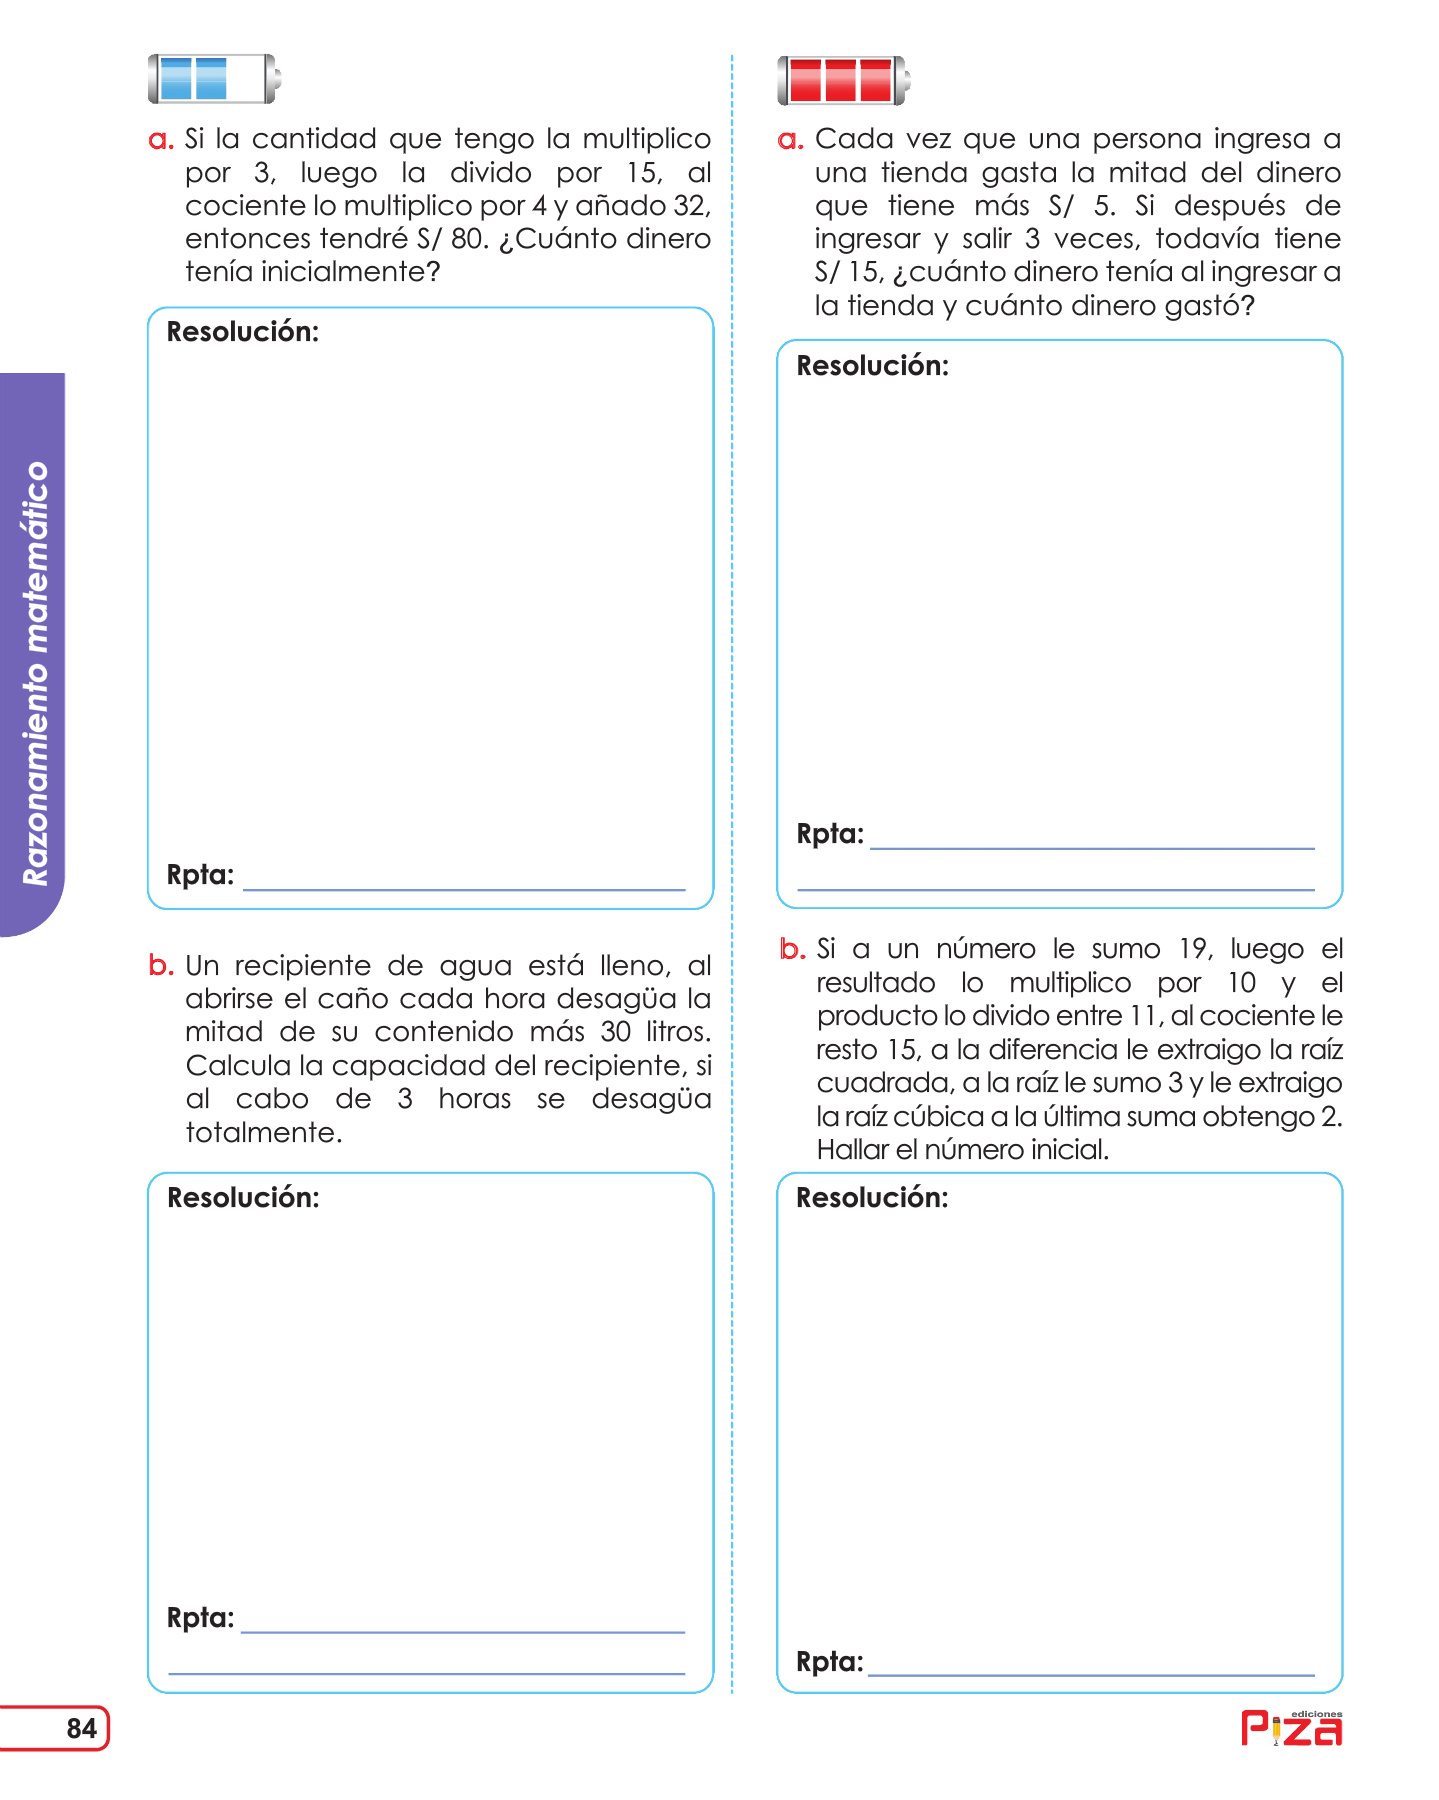 a. Si la cantidad que tengo la multiplico
por 3, luego la divido por 15, al
cociente lo multiplico por 4 y añado 32,
entonces tendré S/ 80. ¿Cuánto dinero
tenía inicialmente?
Resolución:
Rpta:
b. Un recipiente de agua está lleno, al
abrirse el caño cada hora desagüa la
mitad de su contenido más 30 litros.
Calcula la capacidad del recipiente, si
al cabo de 3 horas se desagüa
totalmente.
Resolución:
Rpta:
a. Cada vez que una persona ingresa a
una tienda gasta la mitad del dinero
que tiene más S/ 5. Si después de
ingresar y salir 3 veces, todavía tiene
S/ 15, ¿cuánto dinero tenía al ingresar a
la tienda y cuánto dinero gastó?
Resolución:
Rpta:
b. Si a un número le sumo 19, luego el
resultado lo multiplico por 10 y el
producto lo divido entre 11, al cociente le
resto 15, a la diferencia le extraigo la raíz
cuadrada, a la raíz le sumo 3 y le extraigo
la raíz cúbica a la última suma obtengo 2.
Hallar el número inicial.
Resolución:
Rpta:
Razonamiento matemático
84
ediciones
Piza